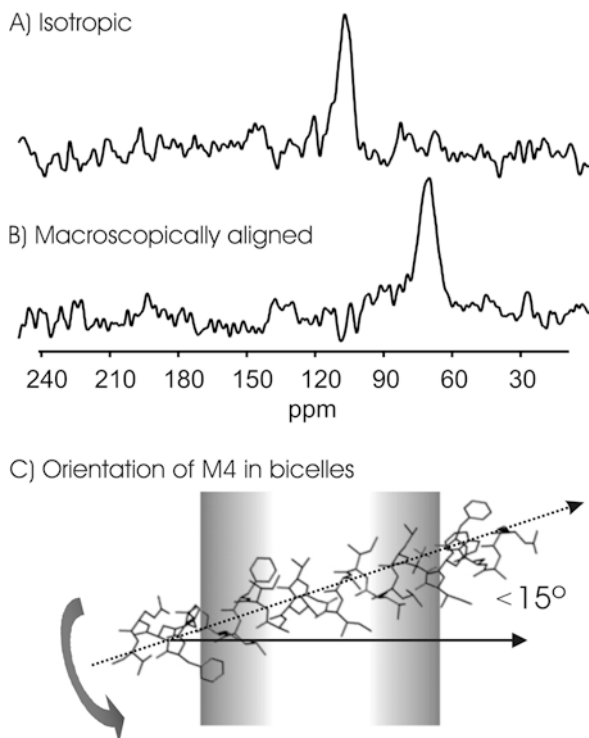 A) Isotropic
B) Macroscopically aligned
240 210 180 150 120 90 60 30
ppm
C) Orientation of M4 in bicelles
<15°